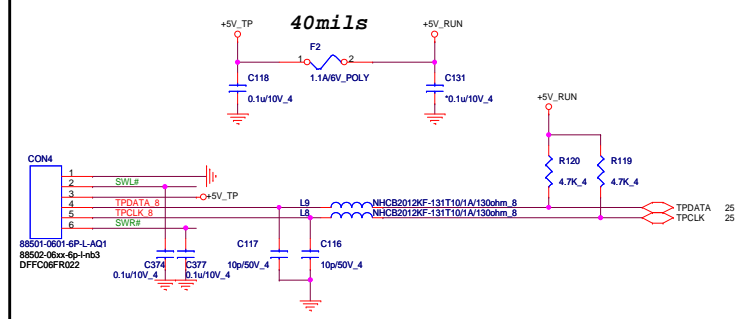 40mils
+5V_TP
+5V_RUN
F2
1
2
1.1A/6V_POLY
C118
0.1u/10V_4
C131
*0.1u/10V_4
+5V_RUN
R120
4.7K_4
R119
4.7K_4
CON4
1
2
3
4
5
6
SWL#
+5V_TP
TPDATA_8
TPCLK_8
SWR#
L9
NHCB2012KF-131T10/1A/130ohm_8
L8
NHCB2012KF-131T10/1A/130ohm_8
TPDATA 25
TPCLK 25
88501-0601-6P-L-AQ1
88502-06xx-6p-l-nb3
DFFC06FR022
C374
0.1u/10V_4
C377
0.1u/10V_4
C117
10p/50V_4
C116
10p/50V_4